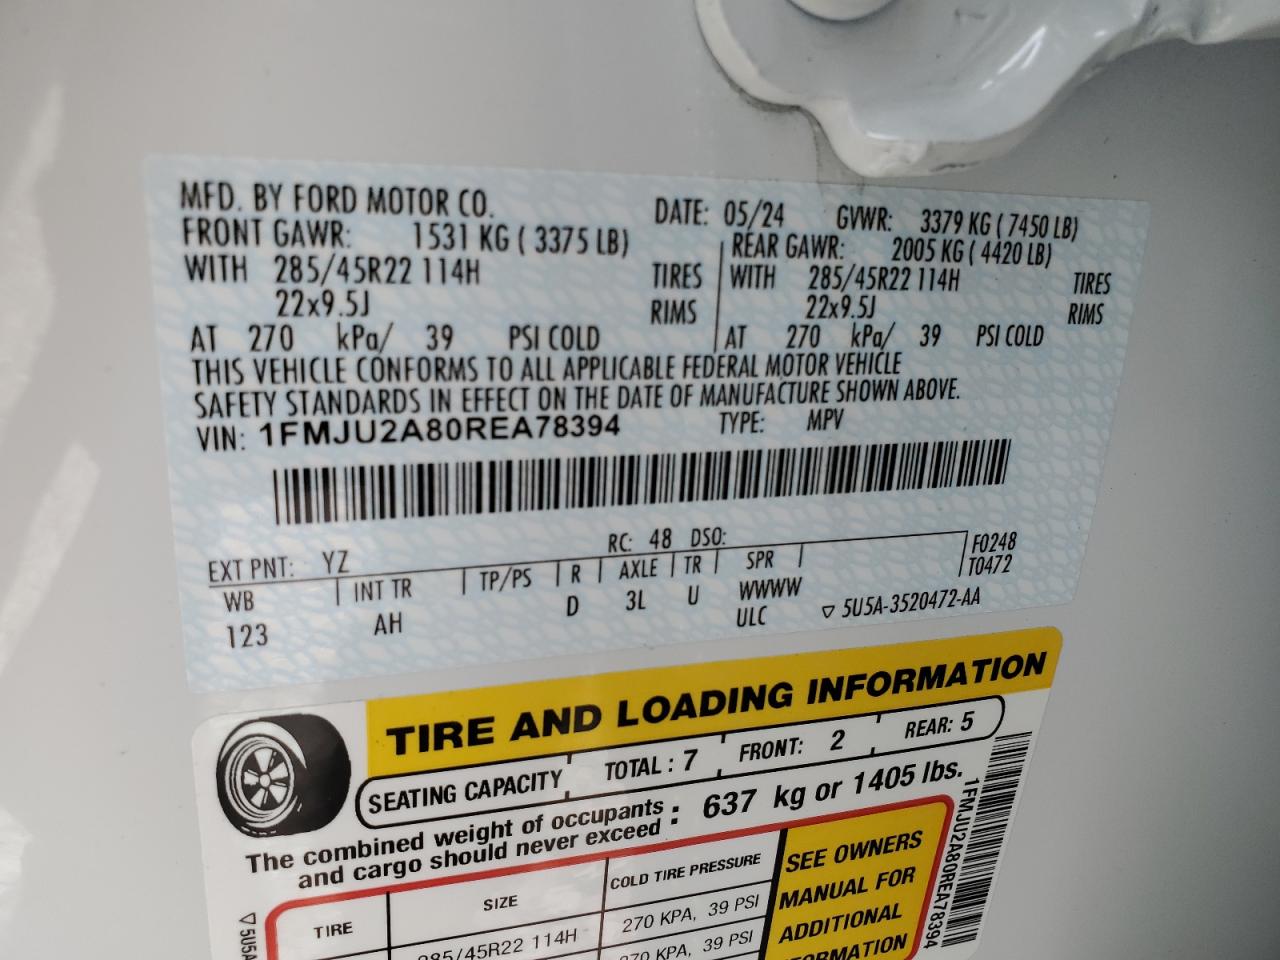 MFD. BY FORD MOTOR CO.
DATE: 05/24 GVWR: 3379 KG ( 7450 LB)
FRONT GAWR: 1531 KG ( 3375 LB)
REAR GAWR: 2005 KG ( 4420 LB)
WITH 285/45R22 114H TIRES
WITH 285/45R22 114H TIRES
22x9.5J RIMS
22x9.5J RIMS
AT 270 kPa/ 39 PSI COLD
AT 270 kPa/ 39 PSI COLD
THIS VEHICLE CONFORMS TO ALL APPLICABLE FEDERAL MOTOR VEHICLE
SAFETY STANDARDS IN EFFECT ON THE DATE OF MANUFACTURE SHOWN ABOVE.
VIN: 1FMJU2A80REA78394 TYPE: MPV
EXT PNT: YZ RC: 48 DSO:
WB INT TR TP/PS R AXLE TR SPR
F0248
T0472
123 AH D 3L U WWWW
ULC
▽ 5U5A-3520472-AA
TIRE AND LOADING INFORMATION
SEATING CAPACITY TOTAL : 7 FRONT: 2 REAR: 5
The combined weight of occupants
and cargo should never exceed : 637 kg or 1405 lbs.
TIRE SIZE COLD TIRE PRESSURE
285/45R22 114H 270 KPA, 39 PSI
270 KPA, 39 PSI
SEE OWNERS
MANUAL FOR
ADDITIONAL
1FMJU2A80REA78394